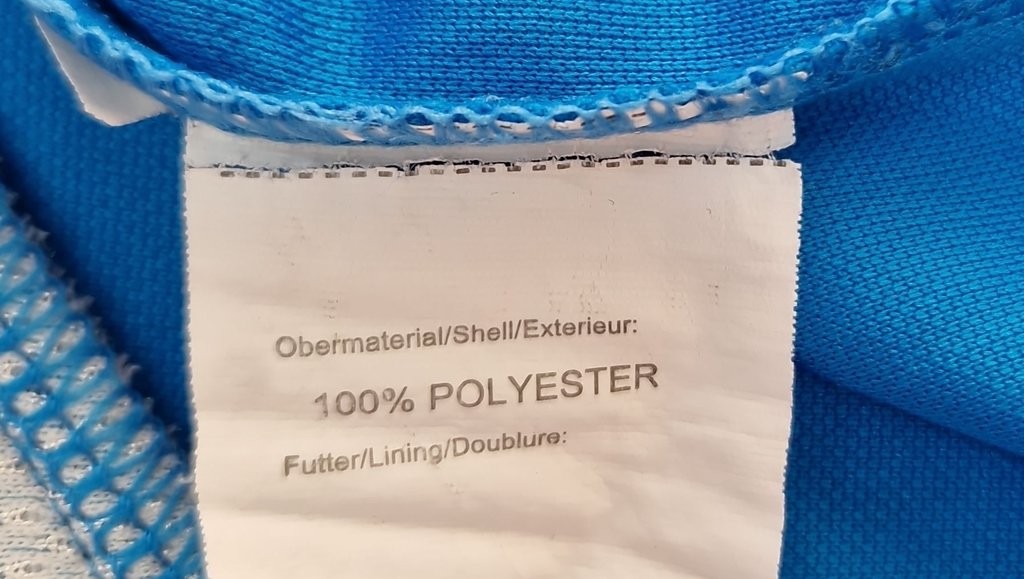 Obermaterial/Shell/Exterieur:
100% POLYESTER
Futter/Lining/Doublure: